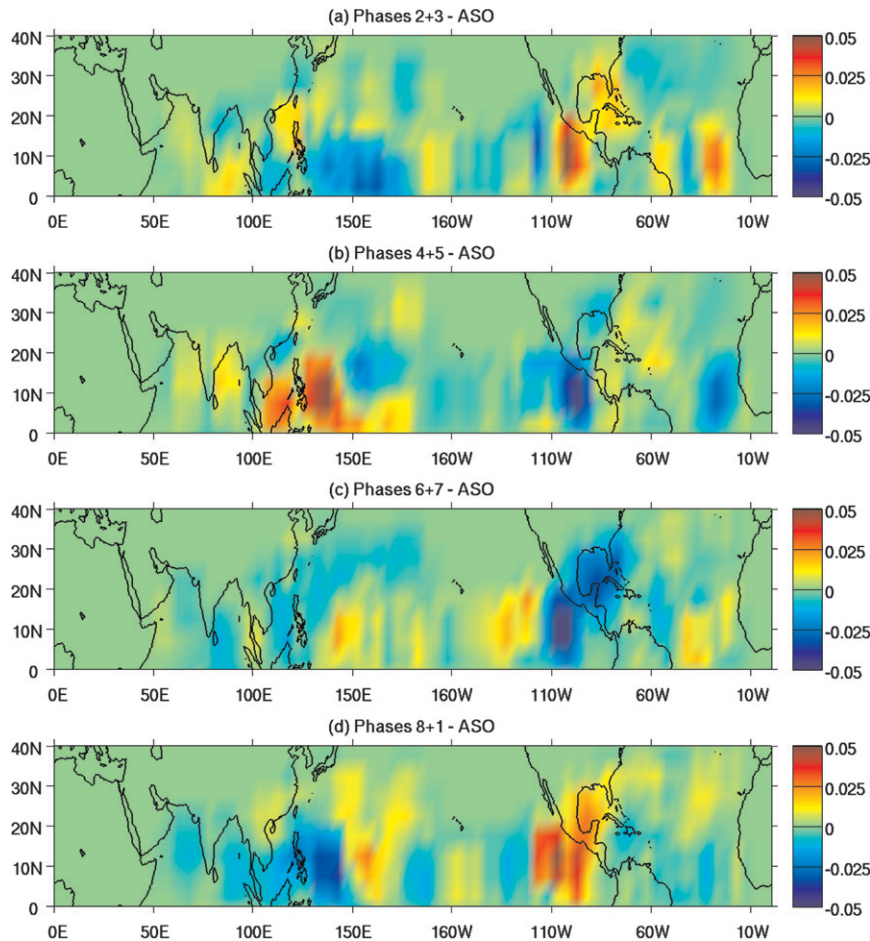 (a) Phases 2+3 - ASO
40N
30N
20N
10N
0
0E 50E 100E 150E 160W 110W 60W 10W
0.05
0.025
0
-0.025
-0.05
(b) Phases 4+5 - ASO
40N
30N
20N
10N
0
0E 50E 100E 150E 160W 110W 60W 10W
0.05
0.025
0
-0.025
-0.05
(c) Phases 6+7 - ASO
40N
30N
20N
10N
0
0E 50E 100E 150E 160W 110W 60W 10W
0.05
0.025
0
-0.025
-0.05
(d) Phases 8+1 - ASO
40N
30N
20N
10N
0
0E 50E 100E 150E 160W 110W 60W 10W
0.05
0.025
0
-0.025
-0.05